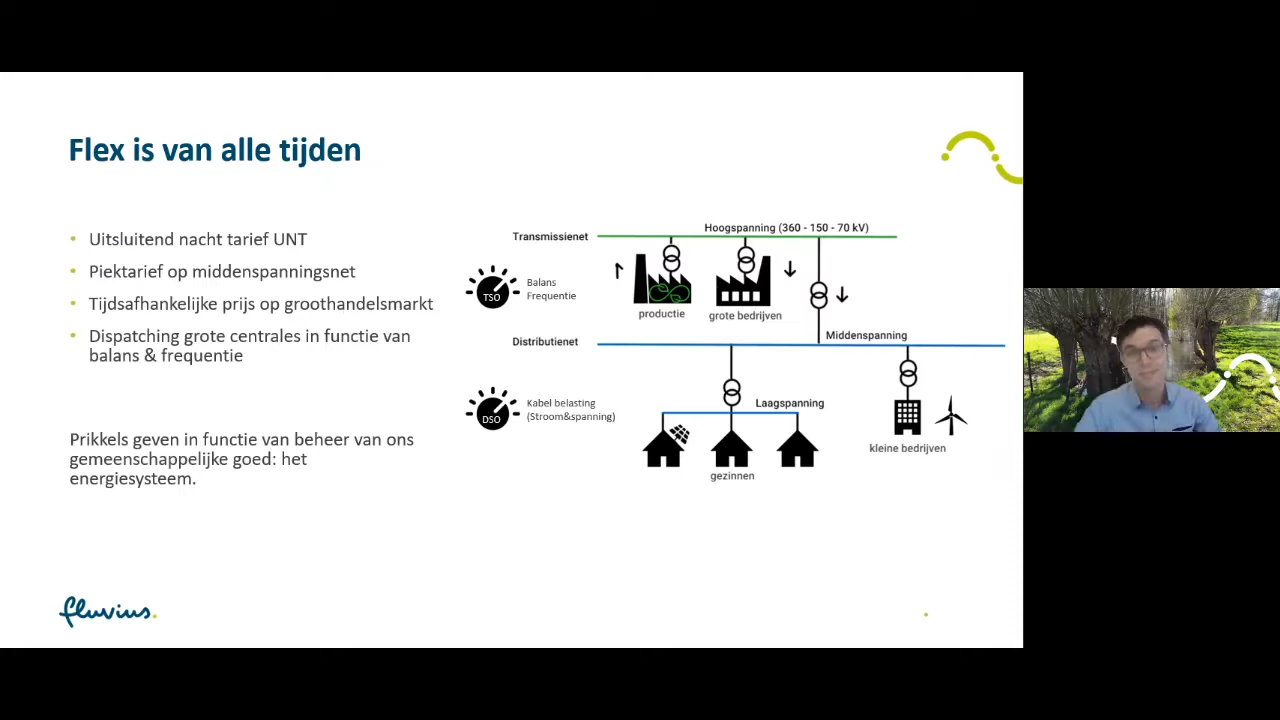 Flex is van alle tijden
Uitsluitend nacht tarief UNT
Piektarief op middenspanningsnet
Tijdsafhankelijke prijs op groothandelsmarkt
Dispatching grote centrales in functie van
balans & frequentie
Prikkels geven in functie van beheer van ons
gemeenschappelijke goed: het
energiesysteem.
Hoogspanning (360 - 150 - 70 kV)
Transmissienet
TSO
Balans
Frequentie
productie
grote bedrijven
Middenspanning
Distributienet
DSO
Kabel belasting
(Stroom&spanning)
Laagspanning
kleine bedrijven
gezinnen
fluvius.